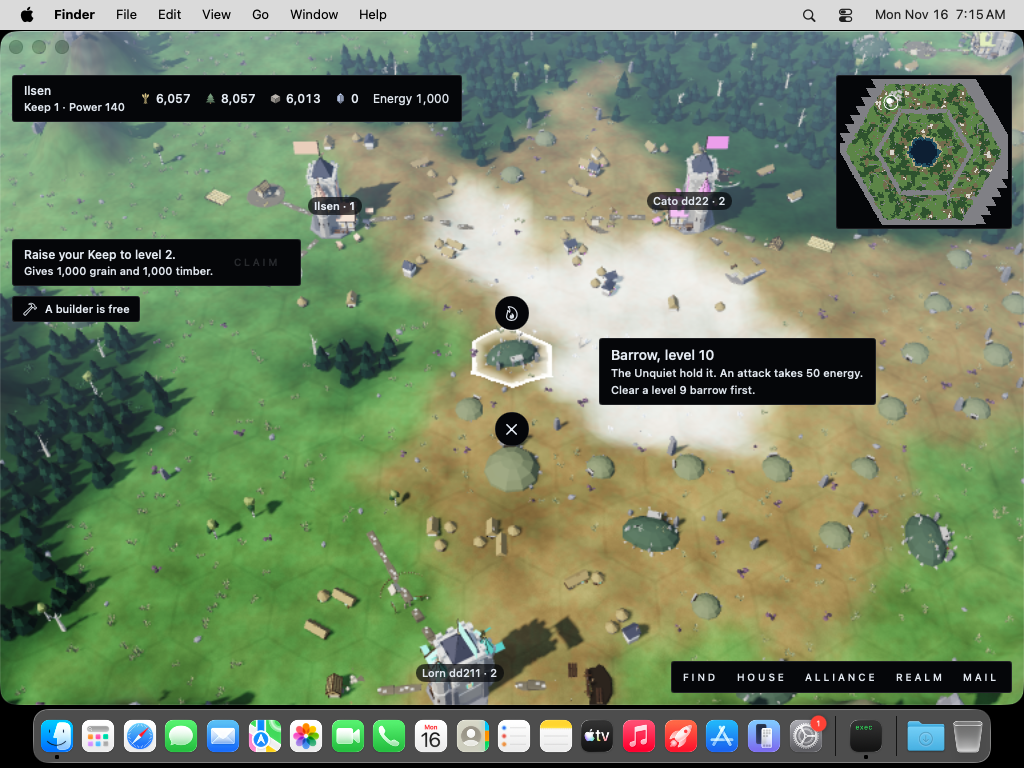 Finder File Edit View Go Window Help Mon Nov 16 7:15 AM
Ilsen
Keep 1 · Power 140
6,057 8,057 6,013 0 Energy 1,000
Ilsen · 1
Cato dd22 · 2
Raise your Keep to level 2.
Gives 1,000 grain and 1,000 timber.
CLAIM
A builder is free
Barrow, level 10
The Unquiet hold it. An attack takes 50 energy.
Clear a level 9 barrow first.
Lorn dd211 · 2
FIND HOUSE ALLIANCE REALM MAIL
Mon
16
tv
1
exec